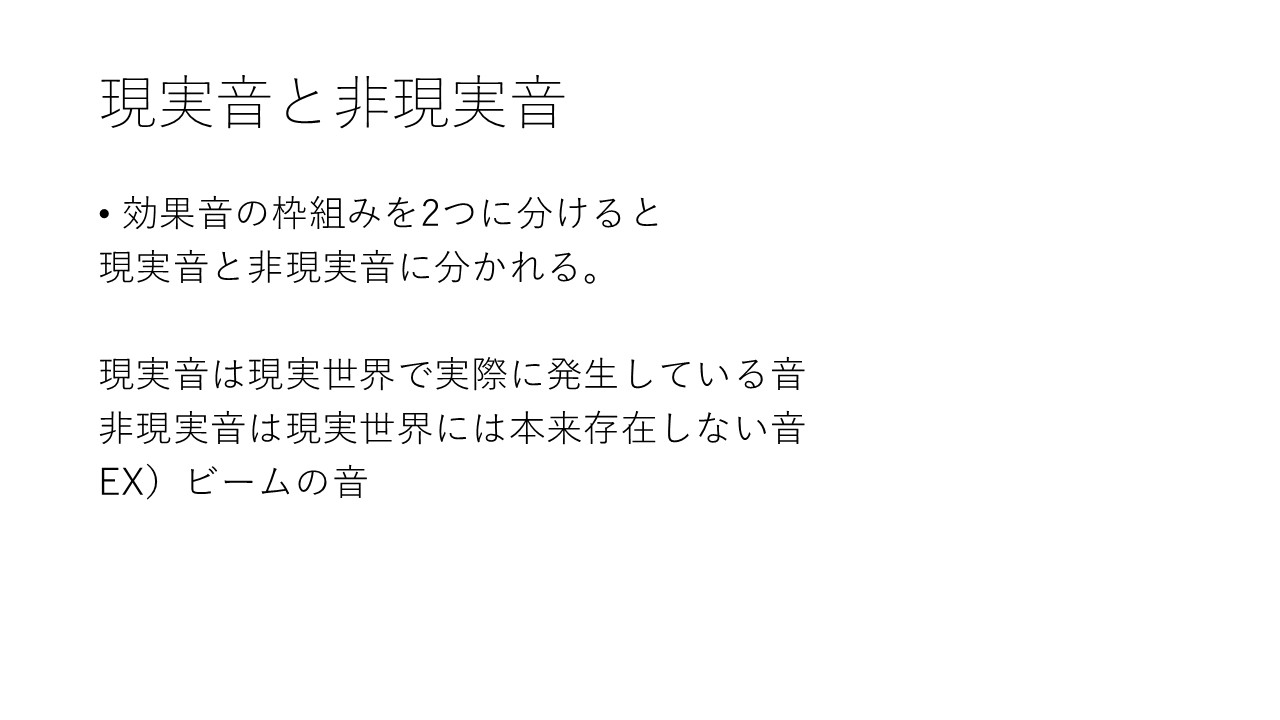 現実音と非現実音
• 効果音の枠組みを2つに分けると
現実音と非現実音に分かれる。
現実音は現実世界で実際に発生している音
非現実音は現実世界には本来存在しない音
EX）ビームの音